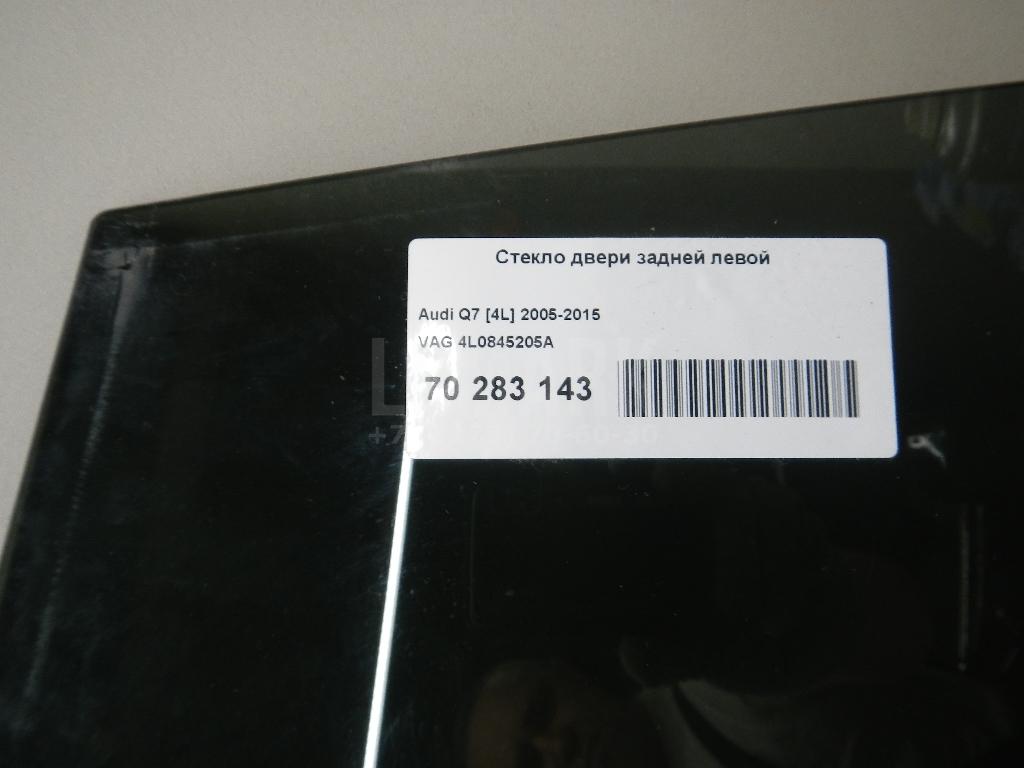 Стекло двери задней левой
Audi Q7 [4L] 2005-2015
VAG 4L0845205A
70 283 143